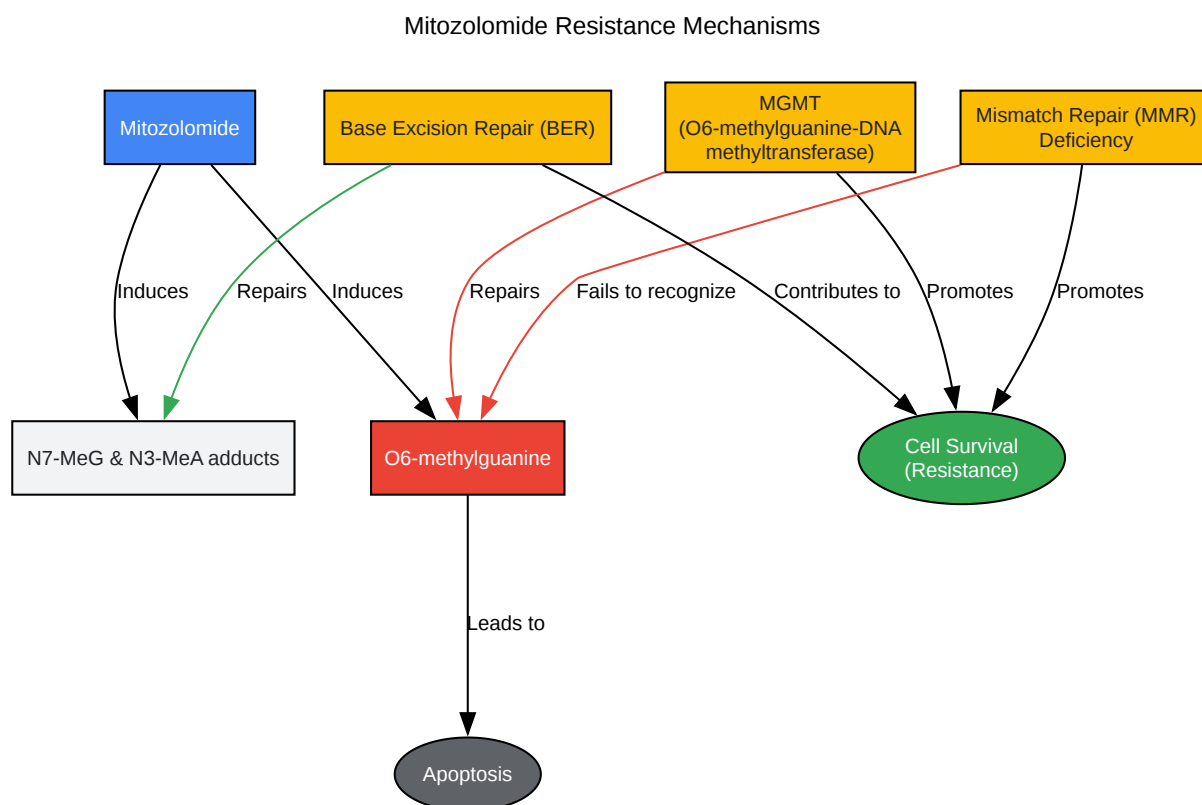 Mitozolomide Resistance Mechanisms
Mitozolomide
Base Excision Repair (BER)
MGMT
(O6-methylguanine-DNA
methyltransferase)
Mismatch Repair (MMR)
Deficiency
Induces
Repairs
Induces
Repairs
Fails to recognize
Contributes to
Promotes
Promotes
N7-MeG & N3-MeA adducts
O6-methylguanine
Cell Survival
(Resistance)
Leads to
Apoptosis